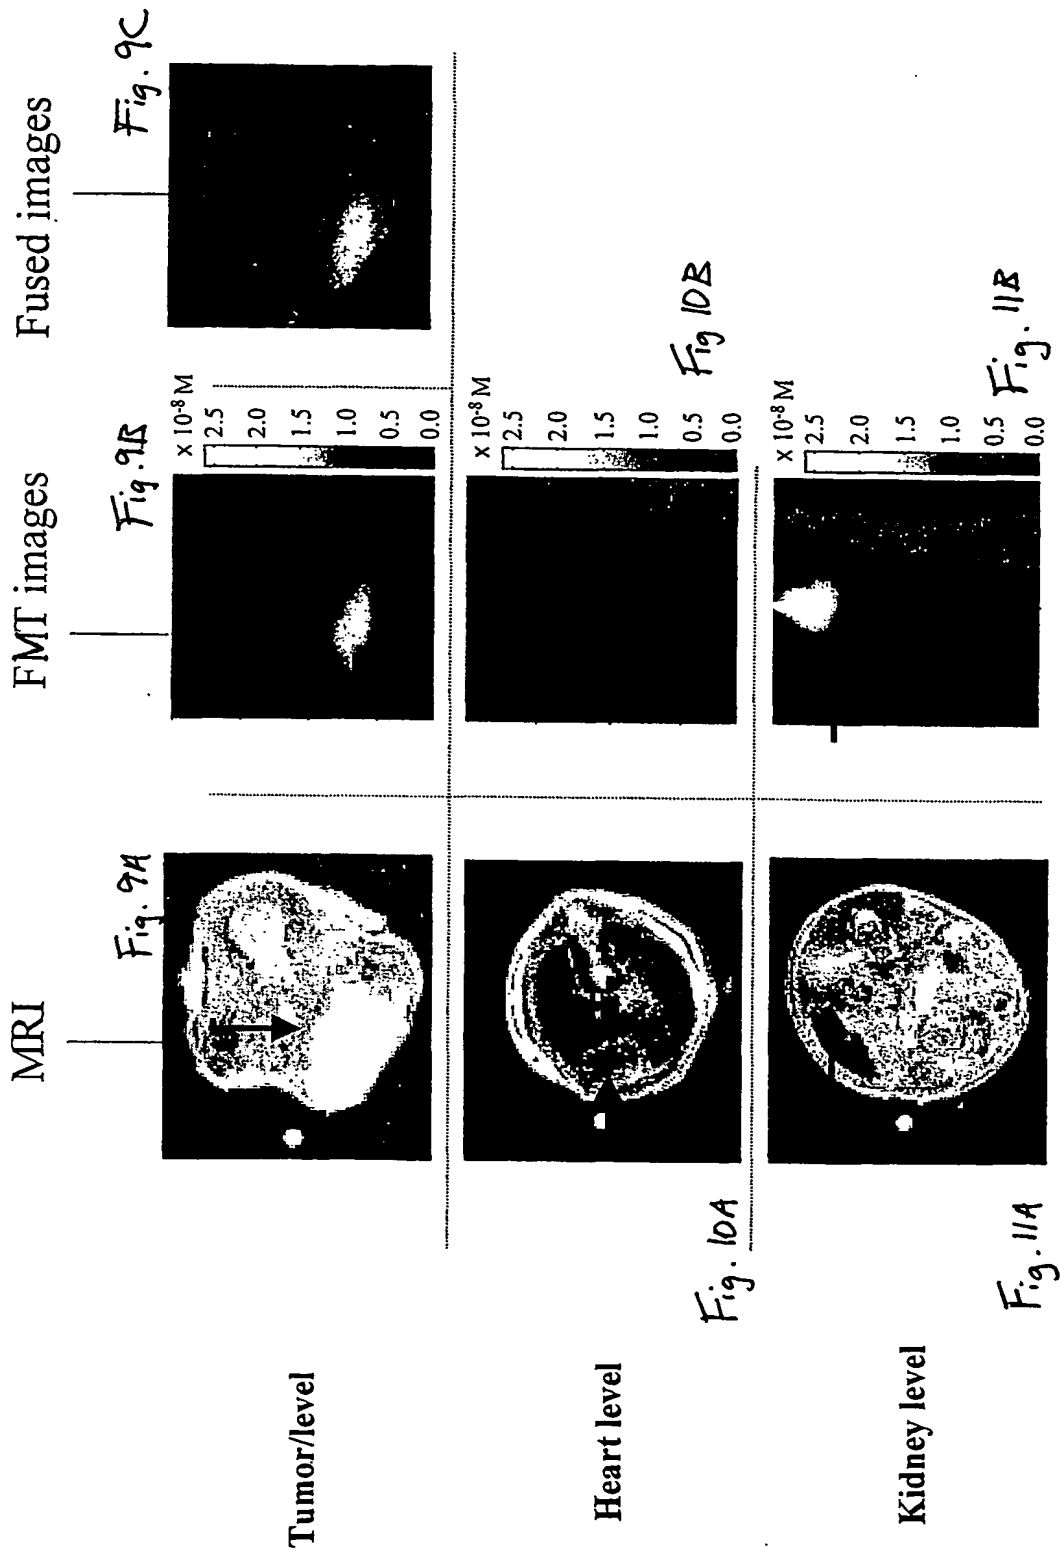 MRI
FMT images
Fused images
Tumor/level
Fig. 9A
Fig. 9B
x 10-8 M
2.5
2.0
1.5
1.0
0.5
0.0
Fig. 9C
Heart level
Fig. 10A
x 10-8 M
2.5
2.0
1.5
1.0
0.5
0.0
Fig 10B
Kidney level
Fig. 11A
x 10-8 M
2.5
2.0
1.5
1.0
0.5
0.0
Fig. 11B